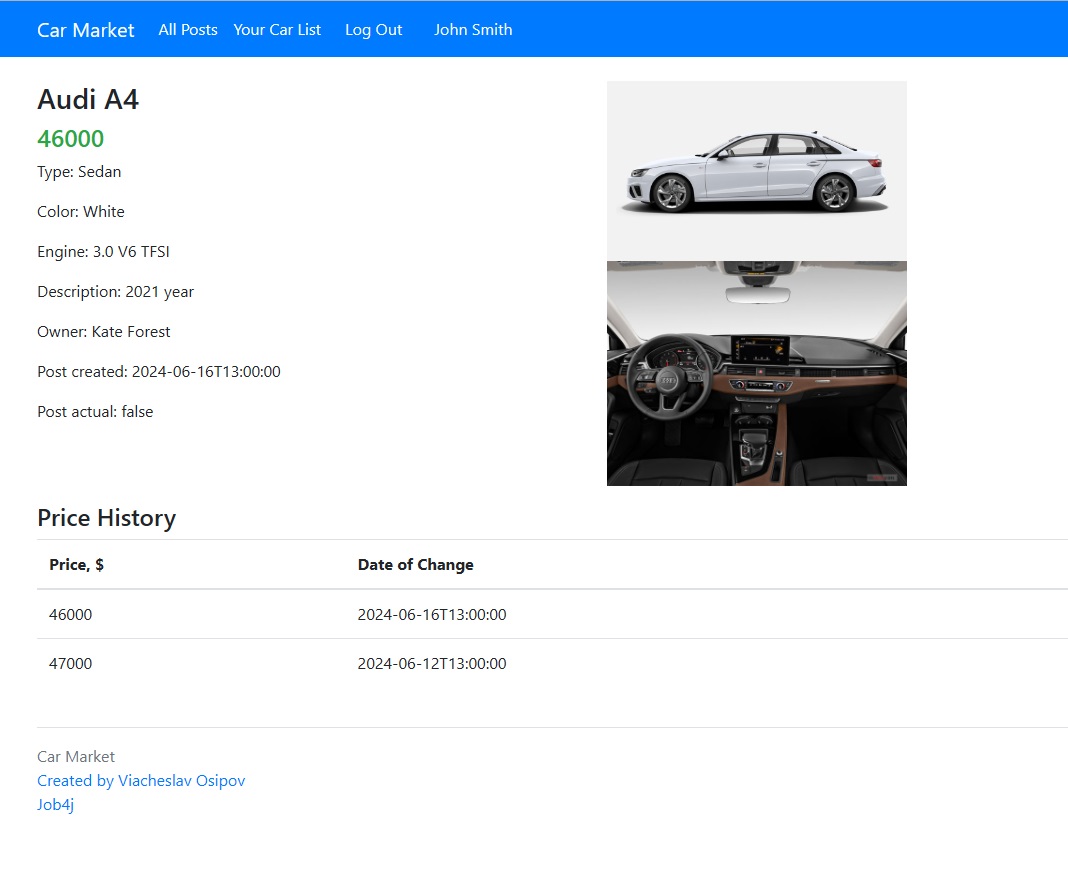 Car Market All Posts Your Car List Log Out John Smith
Audi A4
46000
Type: Sedan
Color: White
Engine: 3.0 V6 TFSI
Description: 2021 year
Owner: Kate Forest
Post created: 2024-06-16T13:00:00
Post actual: false
Price History
Price, $ Date of Change
46000 2024-06-16T13:00:00
47000 2024-06-12T13:00:00
Car Market
Created by Viacheslav Osipov
Job4j